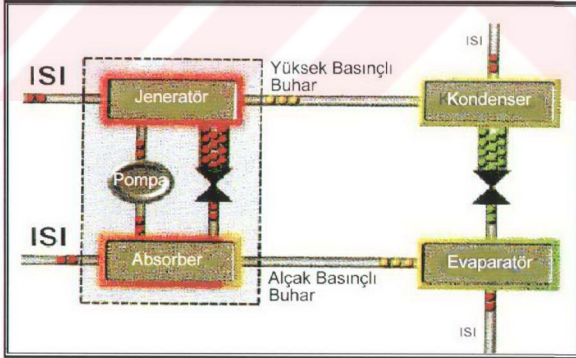 ISI
ISI
Yüksek Basınçlı
Buhar
Jeneratör
Kondenser
Pompa
ISI
Absorber
Alçak Basınçlı
Buhar
Evaparatör
ISI